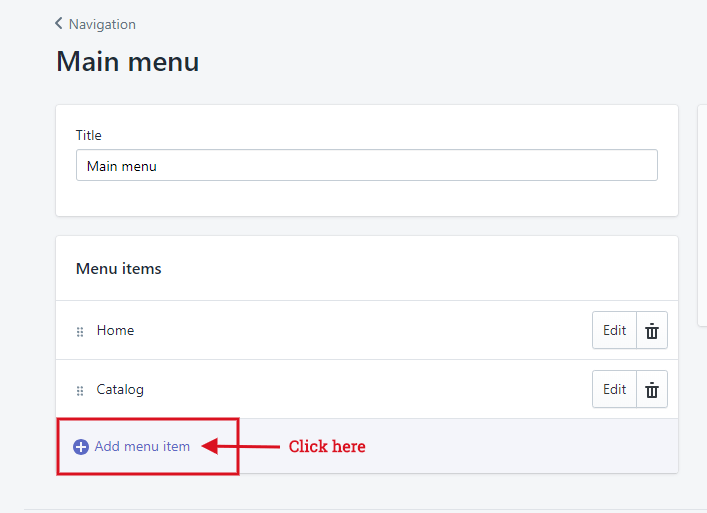 Navigation
Main menu
Title
Main menu
Menu items
Home Edit
Catalog Edit
Add menu item Click here